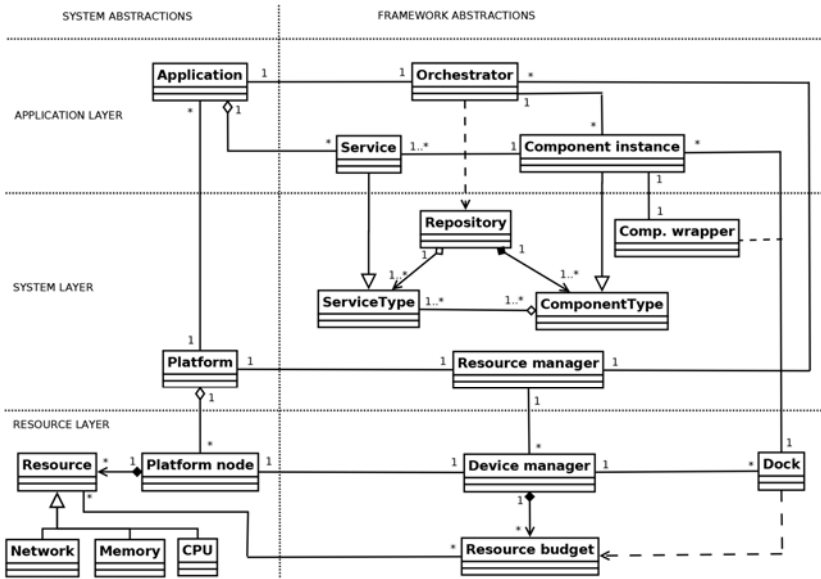 SYSTEM ABSTRACTIONS
FRAMEWORK ABSTRACTIONS
Application
1
1
Orchestrator
*
*
1
1
*
APPLICATION LAYER
*
Service
1..*
1
Component instance
*
1
1
Repository
Comp. wrapper
1
1
1..*
1..*
SYSTEM LAYER
ServiceType
1..*
1..*
ComponentType
1
Platform
1
1
Resource manager
1
1
1
RESOURCE LAYER
*
*
1
Resource
*
1
Platform node
1
1
Device manager
1
*
Dock
*
1
*
Network
Memory
CPU
*
Resource budget